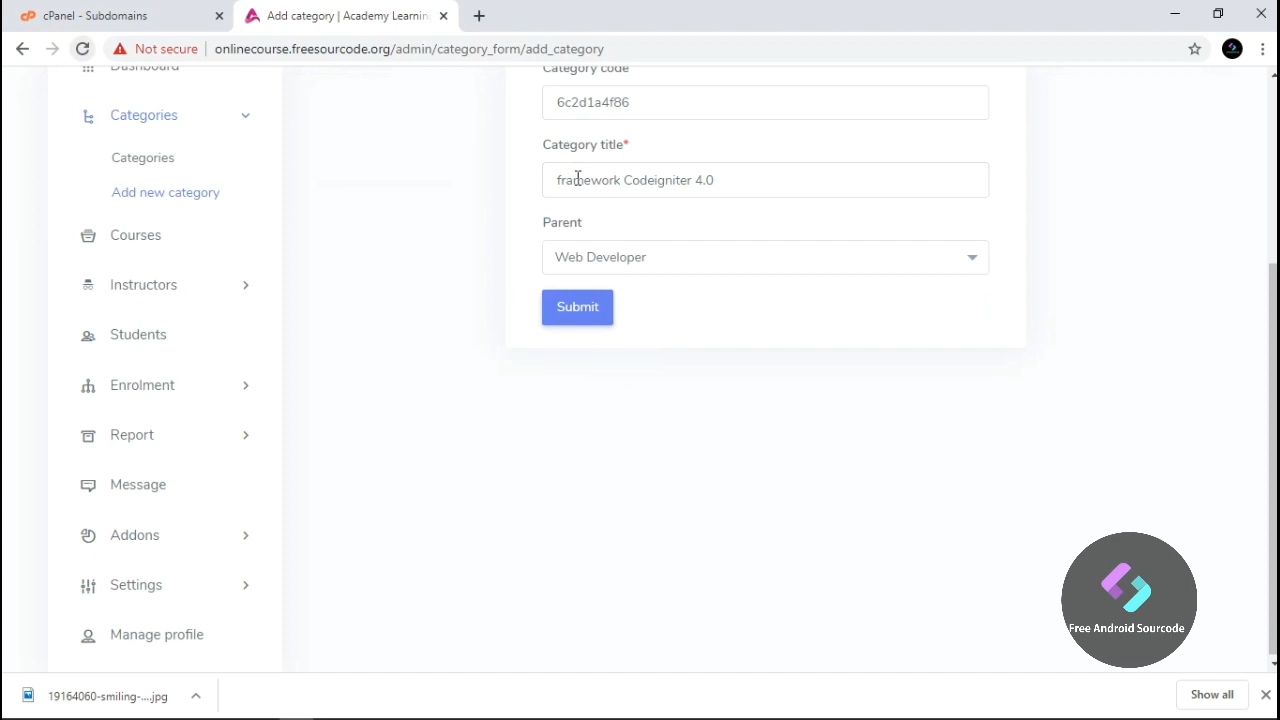 cPanel - Subdomains
Add category | Academy Learning
Not secure
onlinecourse.freesourcode.org/admin/category_form/add_category
Dashboard
Categories
Categories
Add new category
Courses
Instructors
Students
Enrolment
Report
Message
Addons
Settings
Manage profile
Category code
6c2d1a4f86
Category title*
framework Codeigniter 4.0
Parent
Web Developer
Submit
Free Android Sourcode
19164060-smiling-....jpg
Show all